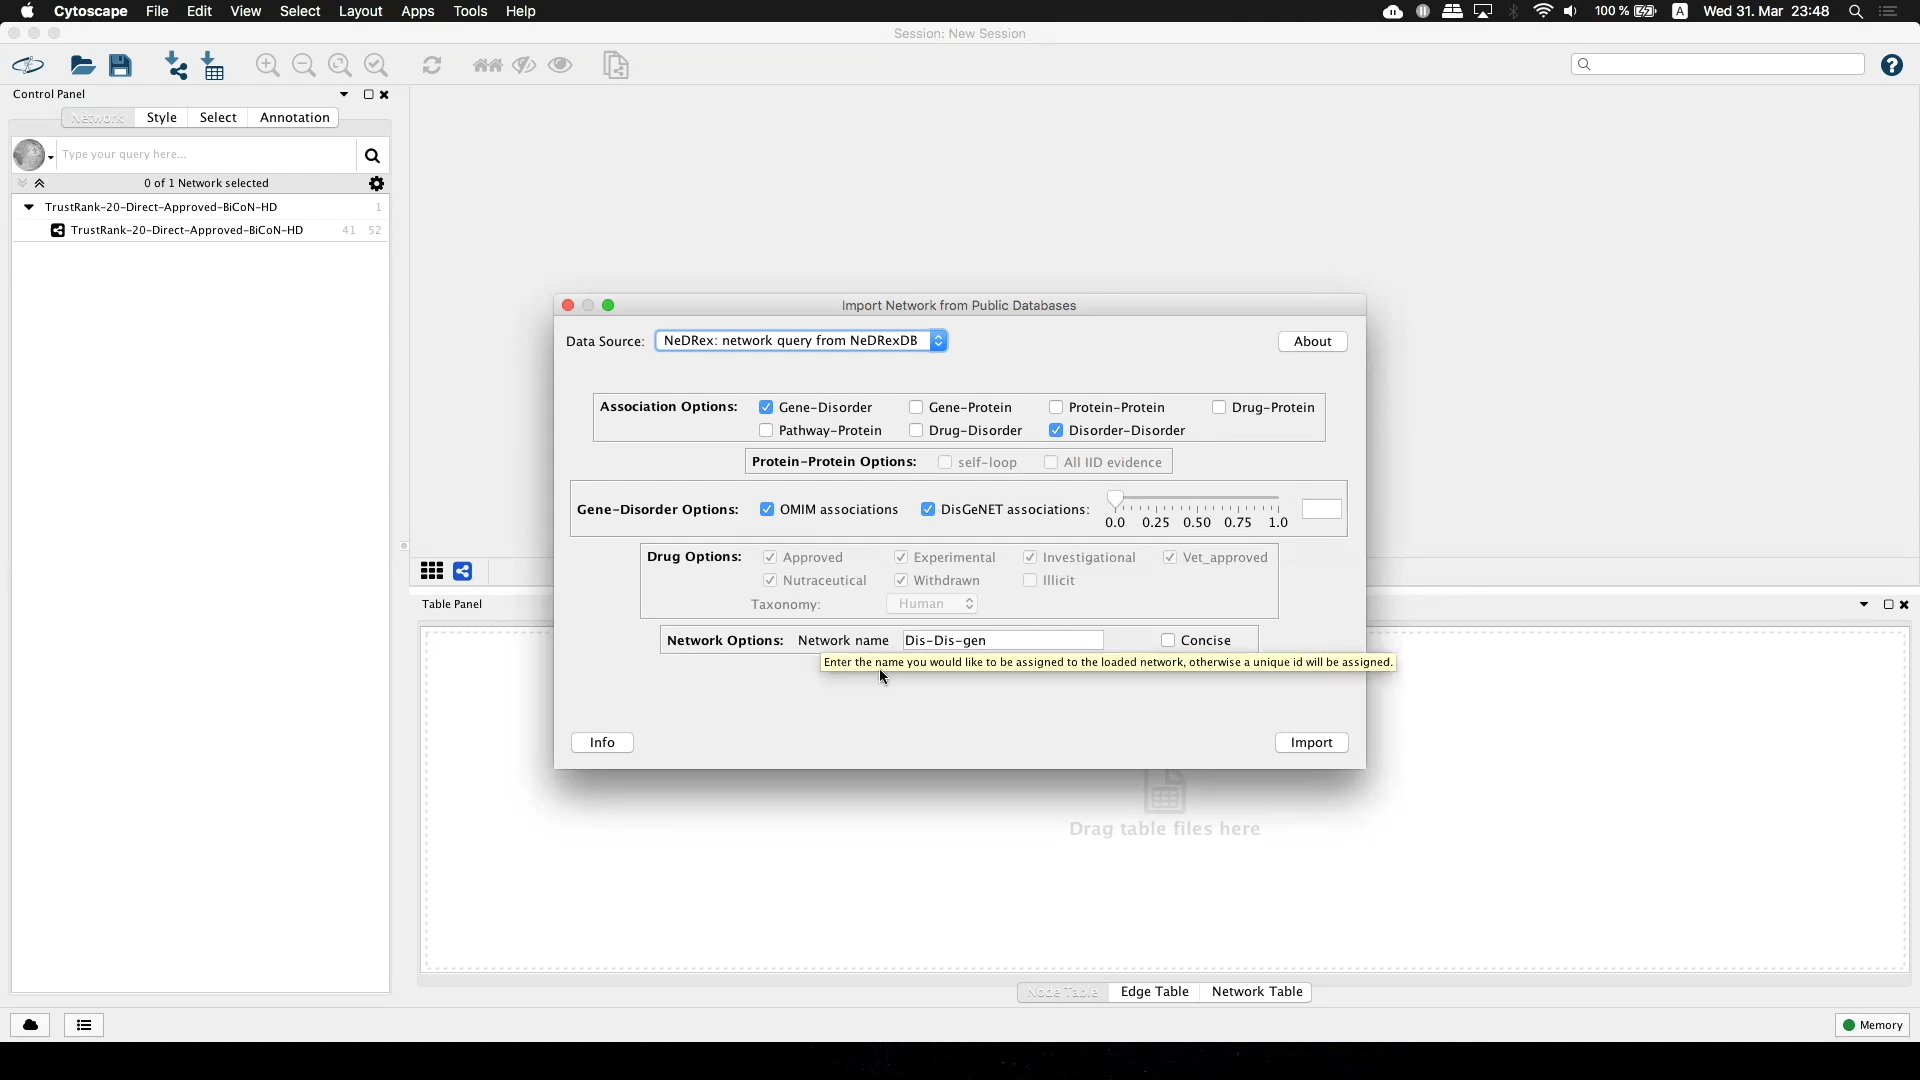 Cytoscape File Edit View Select Layout Apps Tools Help
100 % A Wed 31. Mar 23:48
Session: New Session
?
Control Panel
Network Style Select Annotation
Type your query here...
0 of 1 Network selected
TrustRank-20-Direct-Approved-BiCoN-HD 1
TrustRank-20-Direct-Approved-BiCoN-HD 41 52
Import Network from Public Databases
Data Source: NeDRex: network query from NeDRexDB About
Association Options: Gene-Disorder Gene-Protein Protein-Protein Drug-Protein
Pathway-Protein Drug-Disorder Disorder-Disorder
Protein-Protein Options: self-loop All IID evidence
Gene-Disorder Options: OMIM associations DisGeNET associations:
0.0 0.25 0.50 0.75 1.0
Drug Options: Approved Experimental Investigational Vet_approved
Nutraceutical Withdrawn Illicit
Taxonomy: Human
Network Options: Network name Dis-Dis-gen Concise
Enter the name you would like to be assigned to the loaded network, otherwise a unique id will be assigned.
Info Import
Table Panel
Drag table files here
Node Table Edge Table Network Table
Memory